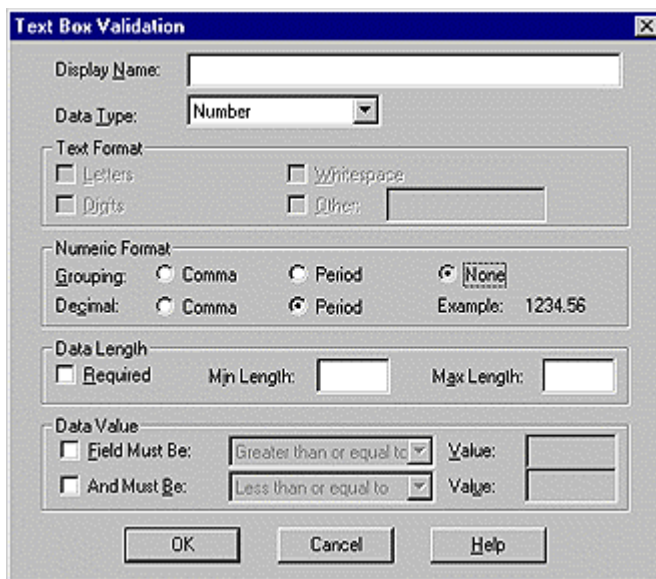 Text Box Validation
Display Name:
Data Type: Number
Text Format
Letters Whitespace
Digits Other:
Numeric Format
Grouping: Comma Period None
Decimal: Comma Period Example: 1234.56
Data Length
Required Min Length: Max Length:
Data Value
Field Must Be: Greater than or equal to Value:
And Must Be: Less than or equal to Value:
OK Cancel Help